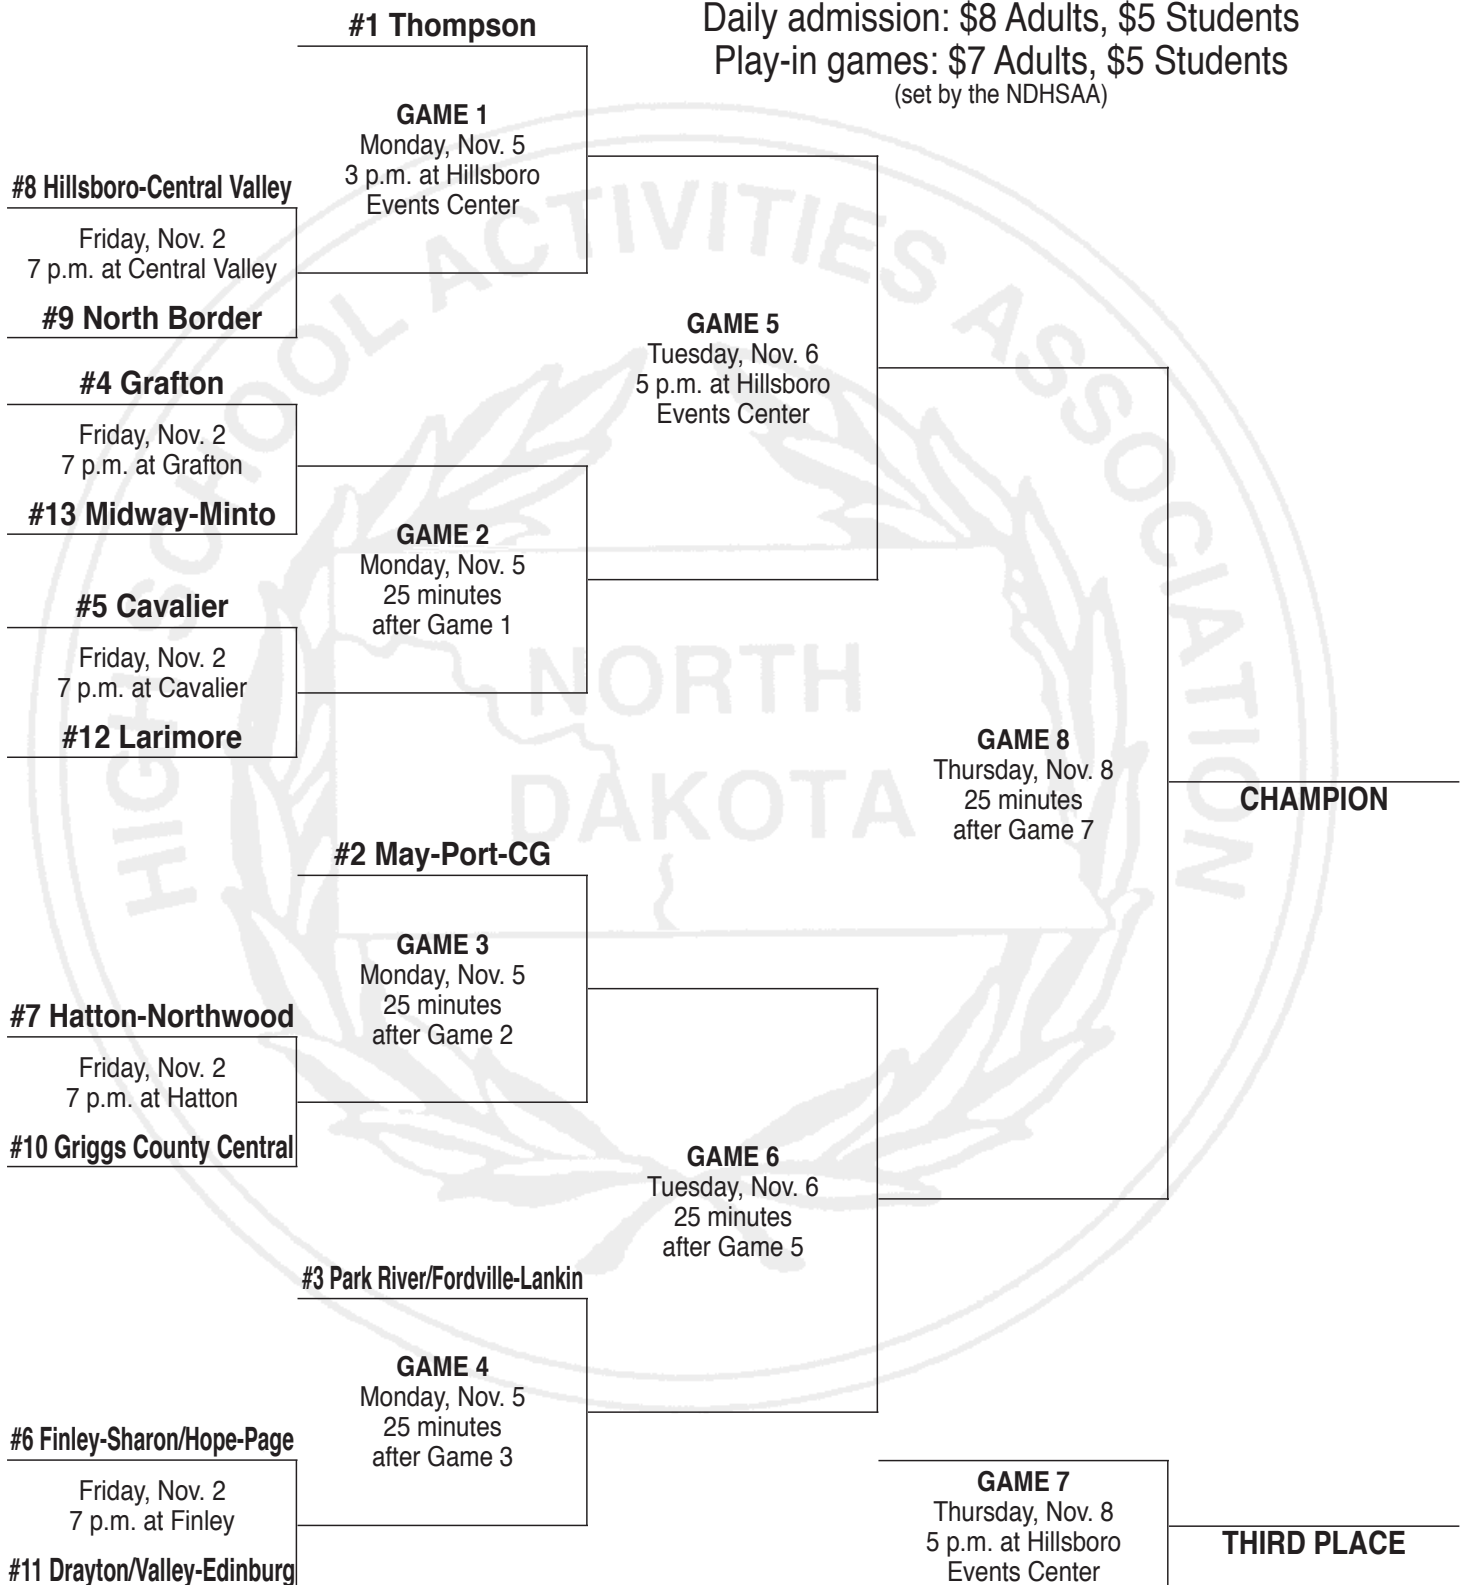 Daily admission: $8 Adults, $5 Students
Play-in games: $7 Adults, $5 Students
(set by the NDHSAA)
#1 Thompson
GAME 1
Monday, Nov. 5
3 p.m. at Hillsboro
Events Center
#8 Hillsboro-Central Valley
Friday, Nov. 2
7 p.m. at Central Valley
#9 North Border
#4 Grafton
Friday, Nov. 2
7 p.m. at Grafton
#13 Midway-Minto
GAME 2
Monday, Nov. 5
25 minutes
after Game 1
#5 Cavalier
Friday, Nov. 2
7 p.m. at Cavalier
#12 Larimore
GAME 5
Tuesday, Nov. 6
5 p.m. at Hillsboro
Events Center
#2 May-Port-CG
GAME 3
Monday, Nov. 5
25 minutes
after Game 2
#7 Hatton-Northwood
Friday, Nov. 2
7 p.m. at Hatton
#10 Griggs County Central
GAME 6
Tuesday, Nov. 6
25 minutes
after Game 5
#3 Park River/Fordville-Lankin
GAME 4
Monday, Nov. 5
25 minutes
after Game 3
#6 Finley-Sharon/Hope-Page
Friday, Nov. 2
7 p.m. at Finley
#11 Drayton/Valley-Edinburg
GAME 8
Thursday, Nov. 8
25 minutes
after Game 7
CHAMPION
GAME 7
Thursday, Nov. 8
5 p.m. at Hillsboro
Events Center
THIRD PLACE
HIGH SCHOOL ACTIVITIES ASSOCIATION
NORTH
DAKOTA